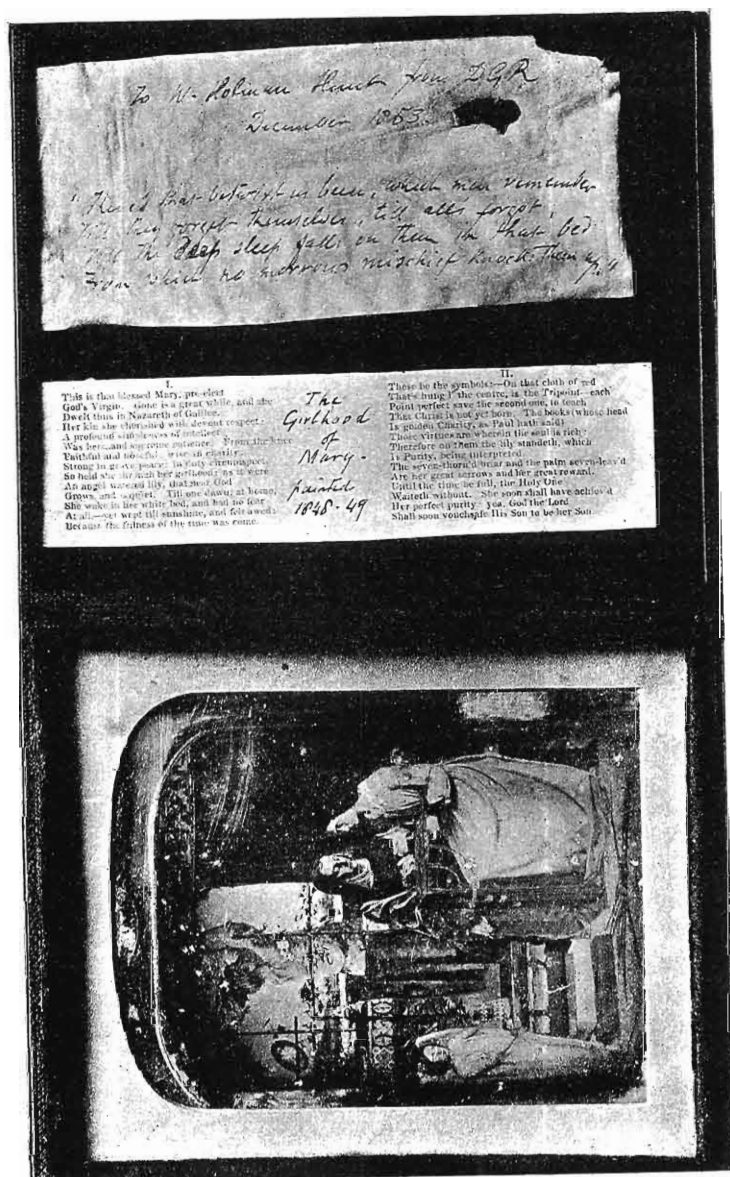 To W. Holman Hunt from DGR
December 1853.
"There's that betwixt us been, which men remember
Till they forget themselves, till all's forgot,
Till the deep sleep falls on them in that bed
From which no morrow's mischief knocks them up."
I.
This is that blessed Mary, pre-elect
God's Virgin. Gone is a great while, and she
Dwelt thus in Nazareth of Galilee.
Her kin she cherished with devout respect:
A profound simpleness of intellect
Was hers, and supreme patience. From the knee
Faithful and hopeful; wise in charity;
Strong in grave peace; in duty circumspect.
So held she through her girlhood; as it were
An angel-watered lily, that near God
Grows, and is quiet. Till one dawn, at home,
She woke in her white bed, and had no fear
At all,—yet wept till sunshine, and felt awed:
Because the fulness of the time was come.
The
Girlhood
of
Mary-
painted
1848-49
II.
These be the symbols:—On that cloth of red
That's hung i' the centre, is the Tripoint—each
Point perfect save the second one, to teach
That Christ is not yet born. The books (whose head
Is golden Charity, as Paul hath said)
Those virtues are wherein the soul is rich:
Therefore on them the lily standeth, which
Is Purity, being interpreted.
The seven-thorn'd briar and the palm seven-leav'd
Are her great sorrows and her great reward.
Until the time be full, the Holy One
Waiteth without. She soon shall have achiev'd
Her perfect purity: yea, God the Lord
Shall soon vouchsafe His Son to be her Son.